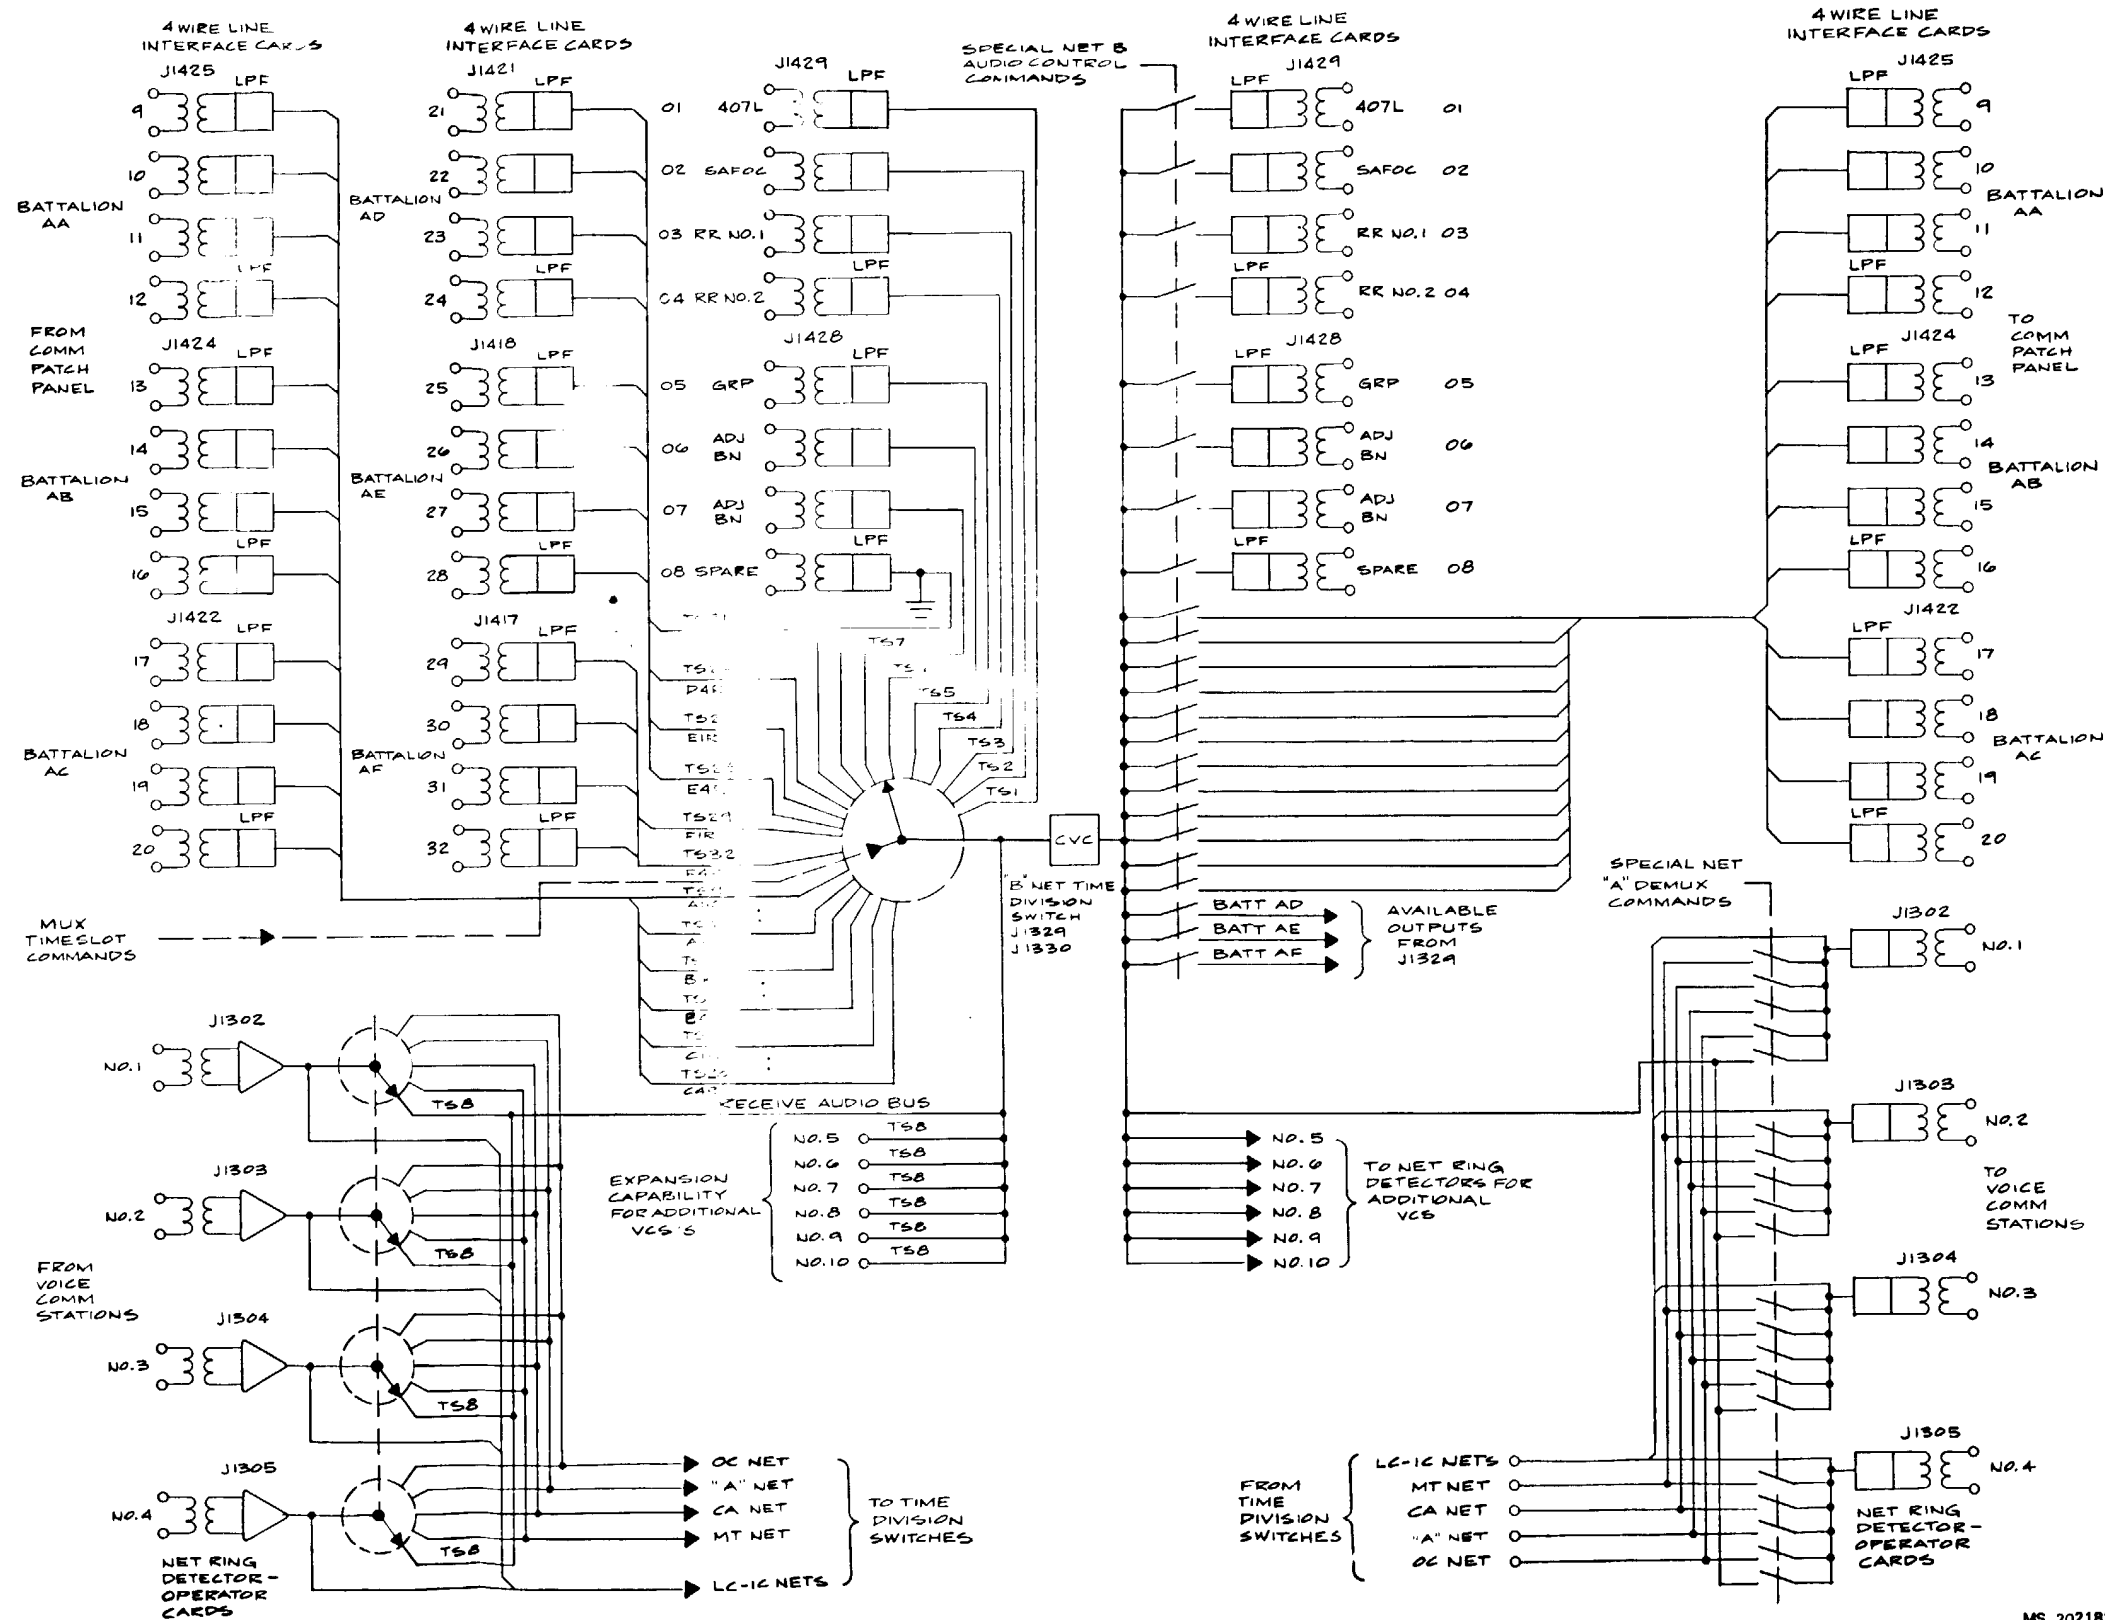 4 WIRE LINE
INTERFACE
J1425
LPF
9
10
BATTALION
AA
11
12
FROM
COMM
PATCH
PANEL
J1424
LPF
13
14
BATTALION
AB
15
LPF
16
J1422
LPF
17
18
BATTALION
AC
19
LPF
20
4 WIRE LINE
INTERFACE CARDS
J1421
LPF
21
22
BATTALION
AD
23
LPF
24
J1418
LPF
25
26
BATTALION
AE
27
LPF
28
J1417
LPF
29
30
BATTALION
AF
31
LPF
32
J1429
LPF
01 407L
02 SAFOC
03 RR NO.1
LPF
04 RR NO.2
J1428
LPF
05 GRP
06 ADJ
BN
07 ADJ
BN
LPF
08 SPARE
TS7
TS5
TS4
TS3
TS2
TS1
TS29
TS32
SPECIAL NET B
AUDIO CONTROL
COMMANDS
CVC
"B" NET TIME
DIVISION
SWITCH
J1329
J1330
4 WIRE LINE
INTERFACE CARDS
J1429
LPF
407L 01
SAFOC 02
RR NO.1 03
LPF
RR NO.2 04
J1428
LPF
GRP 05
ADJ
BN 06
ADJ
BN 07
LPF
SPARE 08
BATT AD
BATT AE
BATT AF
AVAILABLE
OUTPUTS
FROM
J1329
4 WIRE LINE
INTERFACE CARDS
J1425
LPF
9
10
BATTALION
AA
11
LPF
12
TO
COMM
PATCH
PANEL
J1424
LPF
13
14
BATTALION
AB
15
LPF
16
J1422
LPF
17
18
BATTALION
AC
19
LPF
20
MUX
TIMESLOT
COMMANDS
J1302
NO.1
TS8
J1303
NO.2
TS8
FROM
VOICE
COMM
STATIONS
J1304
NO.3
TS8
J1305
NO.4
TS8
NET RING
DETECTOR-
OPERATOR
CARDS
OC NET
"A" NET
CA NET
MT NET
LC-IC NETS
TO TIME
DIVISION
SWITCHES
RECEIVE AUDIO BUS
EXPANSION
CAPABILITY
FOR ADDITIONAL
VCS'S
NO.5 TS8
NO.6 TS8
NO.7 TS8
NO.8 TS8
NO.9 TS8
NO.10 TS8
NO.5
NO.6
NO.7
NO.8
NO.9
NO.10
TO NET RING
DETECTORS FOR
ADDITIONAL
VCS
SPECIAL NET
"A" DEMUX
COMMANDS
J1302
NO.1
J1303
NO.2
TO
VOICE
COMM
STATIONS
J1304
NO.3
J1305
NO.4
NET RING
DETECTOR-
OPERATOR
CARDS
FROM
TIME
DIVISION
SWITCHES
LC-IC NETS
MT NET
CA NET
"A" NET
OC NET